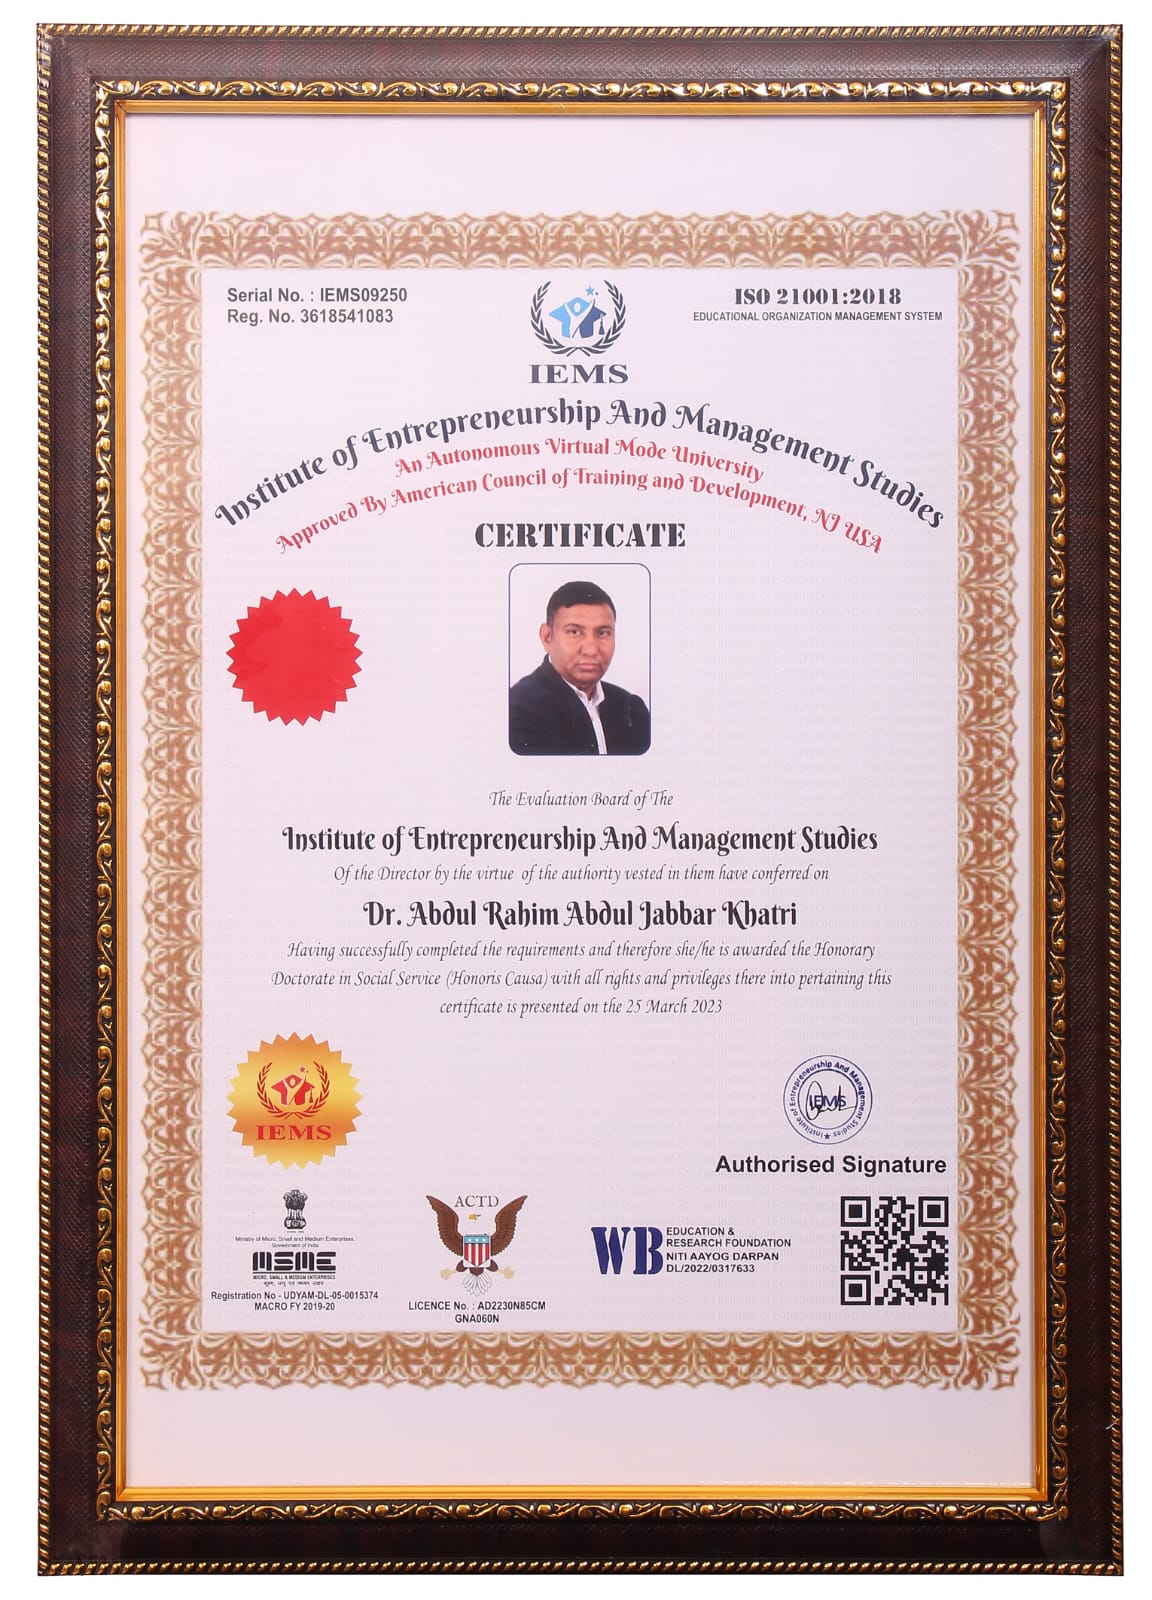 Serial No. : IEMS09250
Reg. No. 3618541083
IEMS
ISO 21001:2018
EDUCATIONAL ORGANIZATION MANAGEMENT SYSTEM
Institute of Entrepreneurship And Management Studies
An Autonomous Virtual Mode University
Approved By American Council of Training and Development, NJ USA
CERTIFICATE
The Evaluation Board of The
Institute of Entrepreneurship And Management Studies
Of the Director by the virtue of the authority vested in them have conferred on
Dr. Abdul Rahim Abdul Jabbar Khatri
Having successfully completed the requirements and therefore she/he is awarded the Honorary
Doctorate in Social Service (Honoris Causa) with all rights and privileges there into pertaining this
certificate is presented on the 25 March 2023
IEMS
Institute of Entrepreneurship And Management Studies
IEMS
Authorised Signature
Ministry of Micro, Small and Medium Enterprises,
Government of India
MSME
MICRO, SMALL & MEDIUM ENTERPRISES
सूक्ष्म, लघु एवं मध्यम उद्यम
Registration No - UDYAM-DL-05-0015374
MACRO FY 2019-20
ACTD
LICENCE No. : AD2230N85CM
GNA060N
WB
EDUCATION &
RESEARCH FOUNDATION
NITI AAYOG DARPAN
DL/2022/0317633